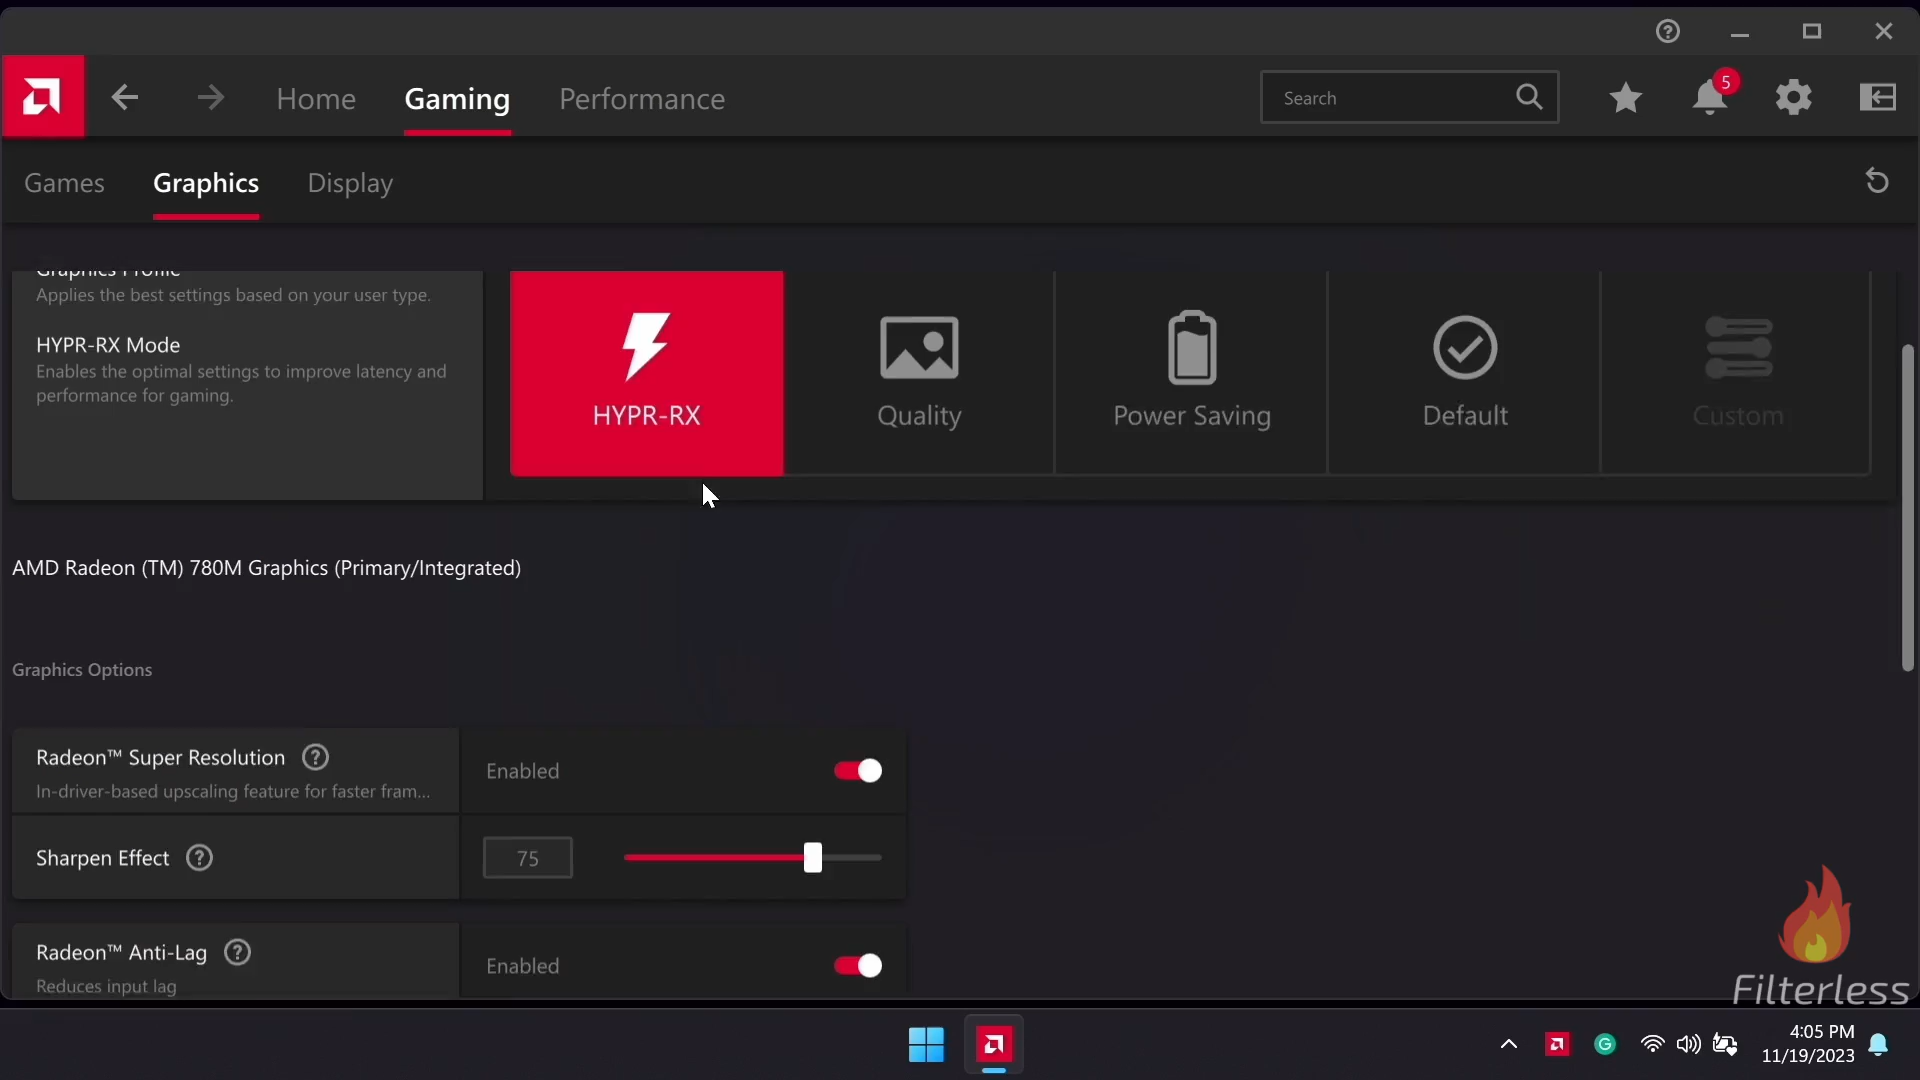 5
Home
Gaming
Performance
Search
Games
Graphics
Display
Graphics Profile
Applies the best settings based on your user type.
HYPR-RX Mode
Enables the optimal settings to improve latency and
performance for gaming.
HYPR-RX
Quality
Power Saving
Default
Custom
AMD Radeon (TM) 780M Graphics (Primary/Integrated)
Graphics Options
Radeon™ Super Resolution
Enabled
In-driver-based upscaling feature for faster fram...
Sharpen Effect
75
Radeon™ Anti-Lag
Enabled
Reduces input lag
Filterless
4:05 PM
11/19/2023